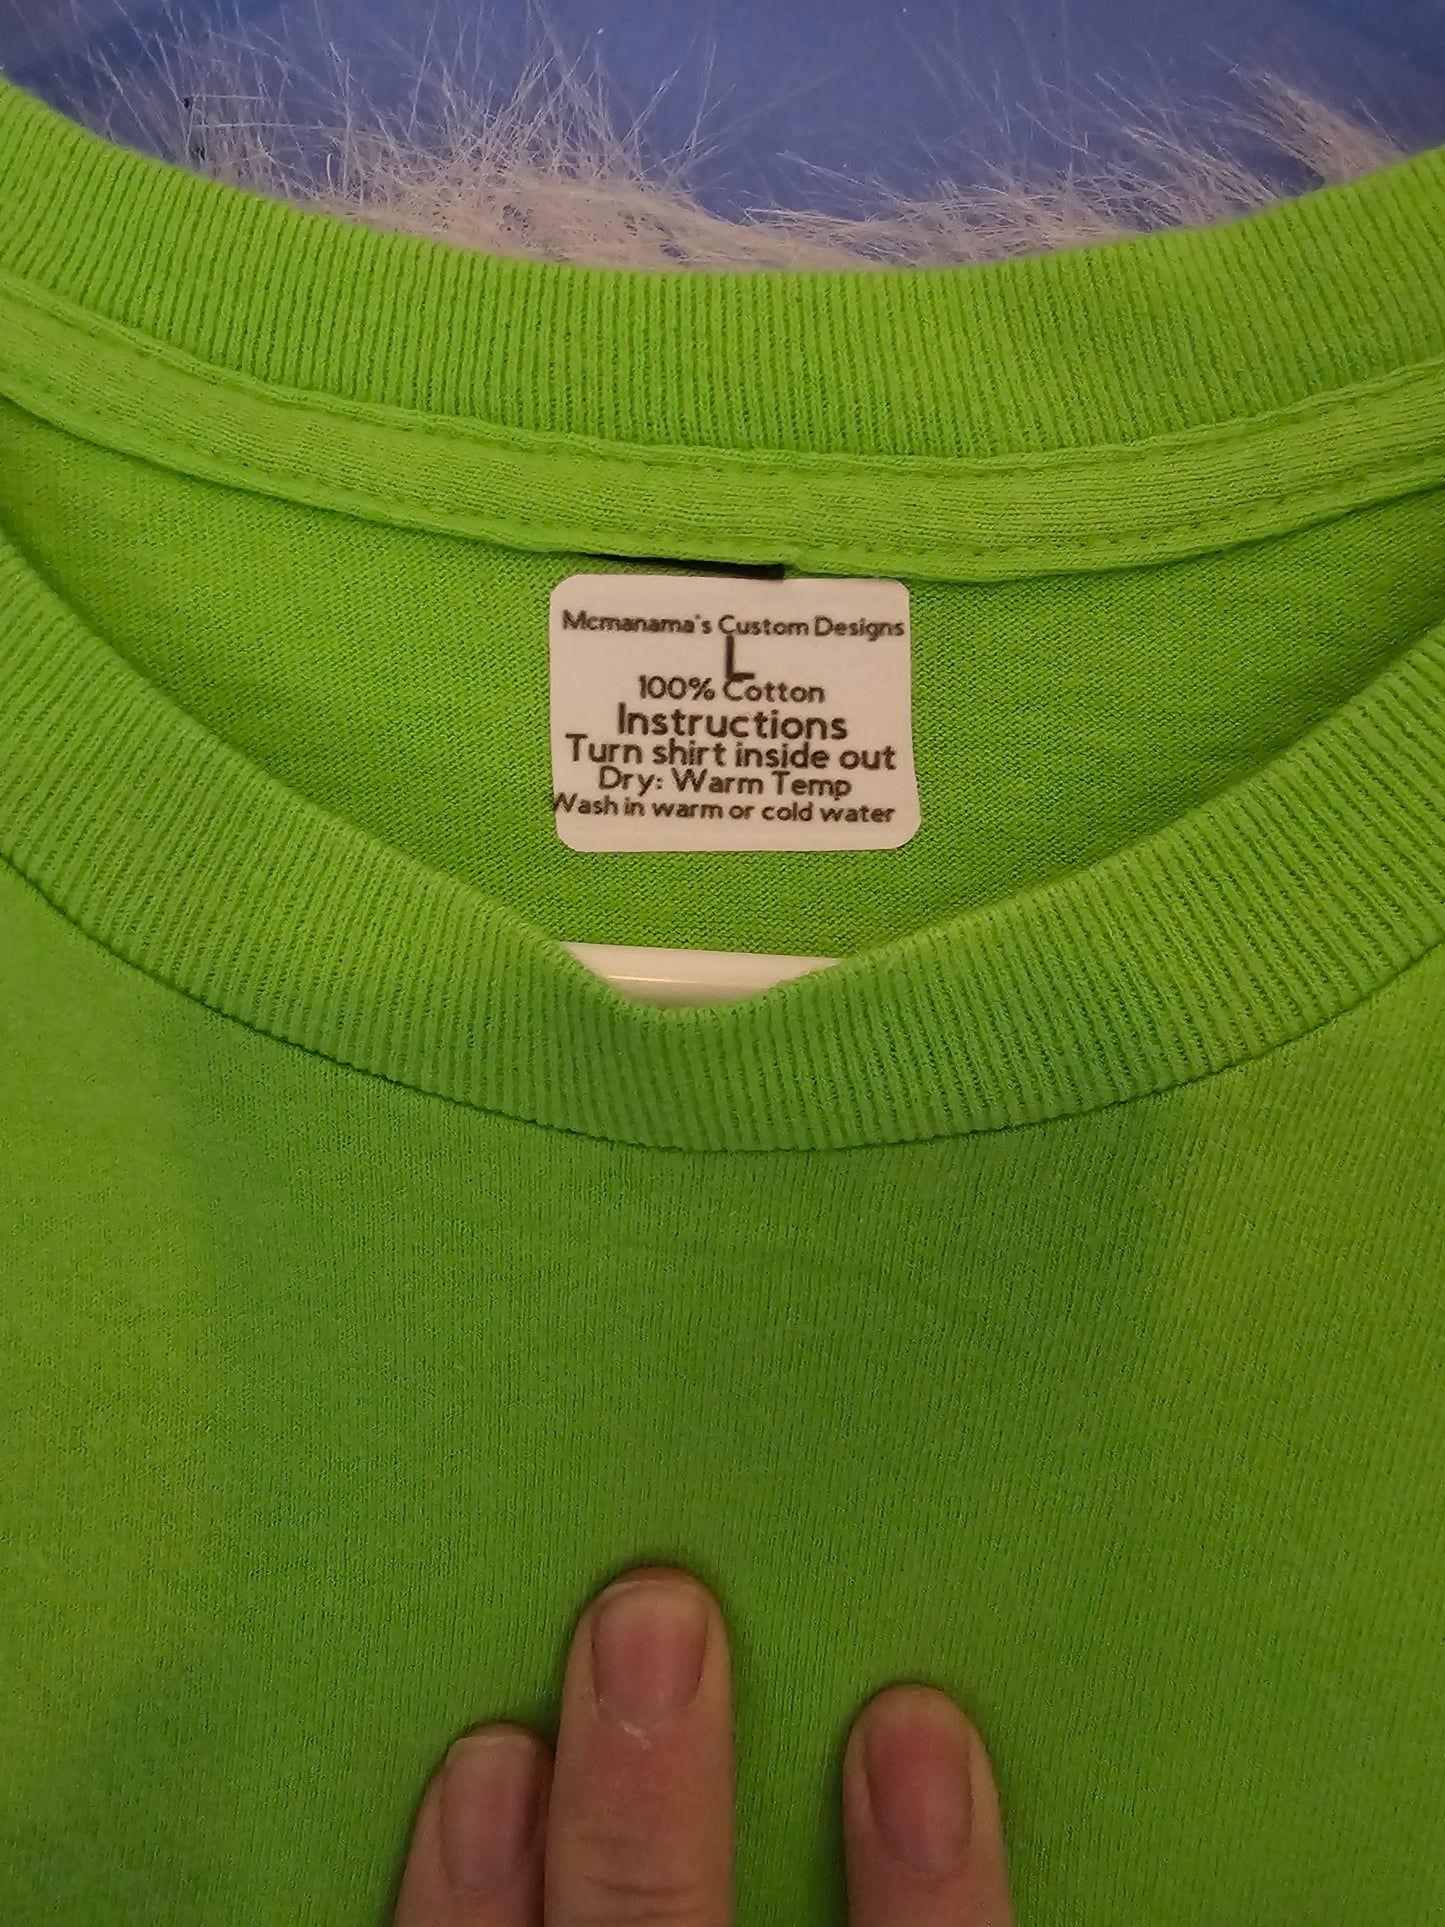 Mcmanama's Custom Designs
L
100% Cotton
Instructions
Turn shirt inside out
Dry: Warm Temp
Wash in warm or cold water